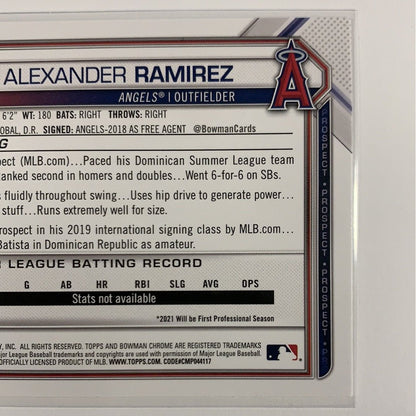 ALEXANDER RAMIREZ
A
ANGELS® | OUTFIELDER
6'2" WT: 180 BATS: RIGHT THROWS: RIGHT
OBAL, D.R. SIGNED: ANGELS-2018 AS FREE AGENT @BowmanCards
G
pect (MLB.com)...Paced his Dominican Summer League team
anked second in homers and doubles...Went 6-for-6 on SBs.
s fluidly throughout swing...Uses hip drive to generate power...
stuff...Runs extremely well for size.
rospect in his 2019 international signing class by MLB.com...
Batista in Dominican Republic as amateur.
R LEAGUE BATTING RECORD
G AB HR RBI SLG AVG OPS
Stats not available
*2021 Will be First Professional Season
Y, INC. ALL RIGHTS RESERVED. TOPPS AND BOWMAN CHROME ARE REGISTERED TRADEMARKS
Major League Baseball trademarks and copyrights are used with permission of Major League Baseball.
OFFICIALLY LICENSED PRODUCT OF MLB. WWW.TOPPS.COM. CODE#CMP044117
PROSPECT • PROSPECT • PROSPECT • PR